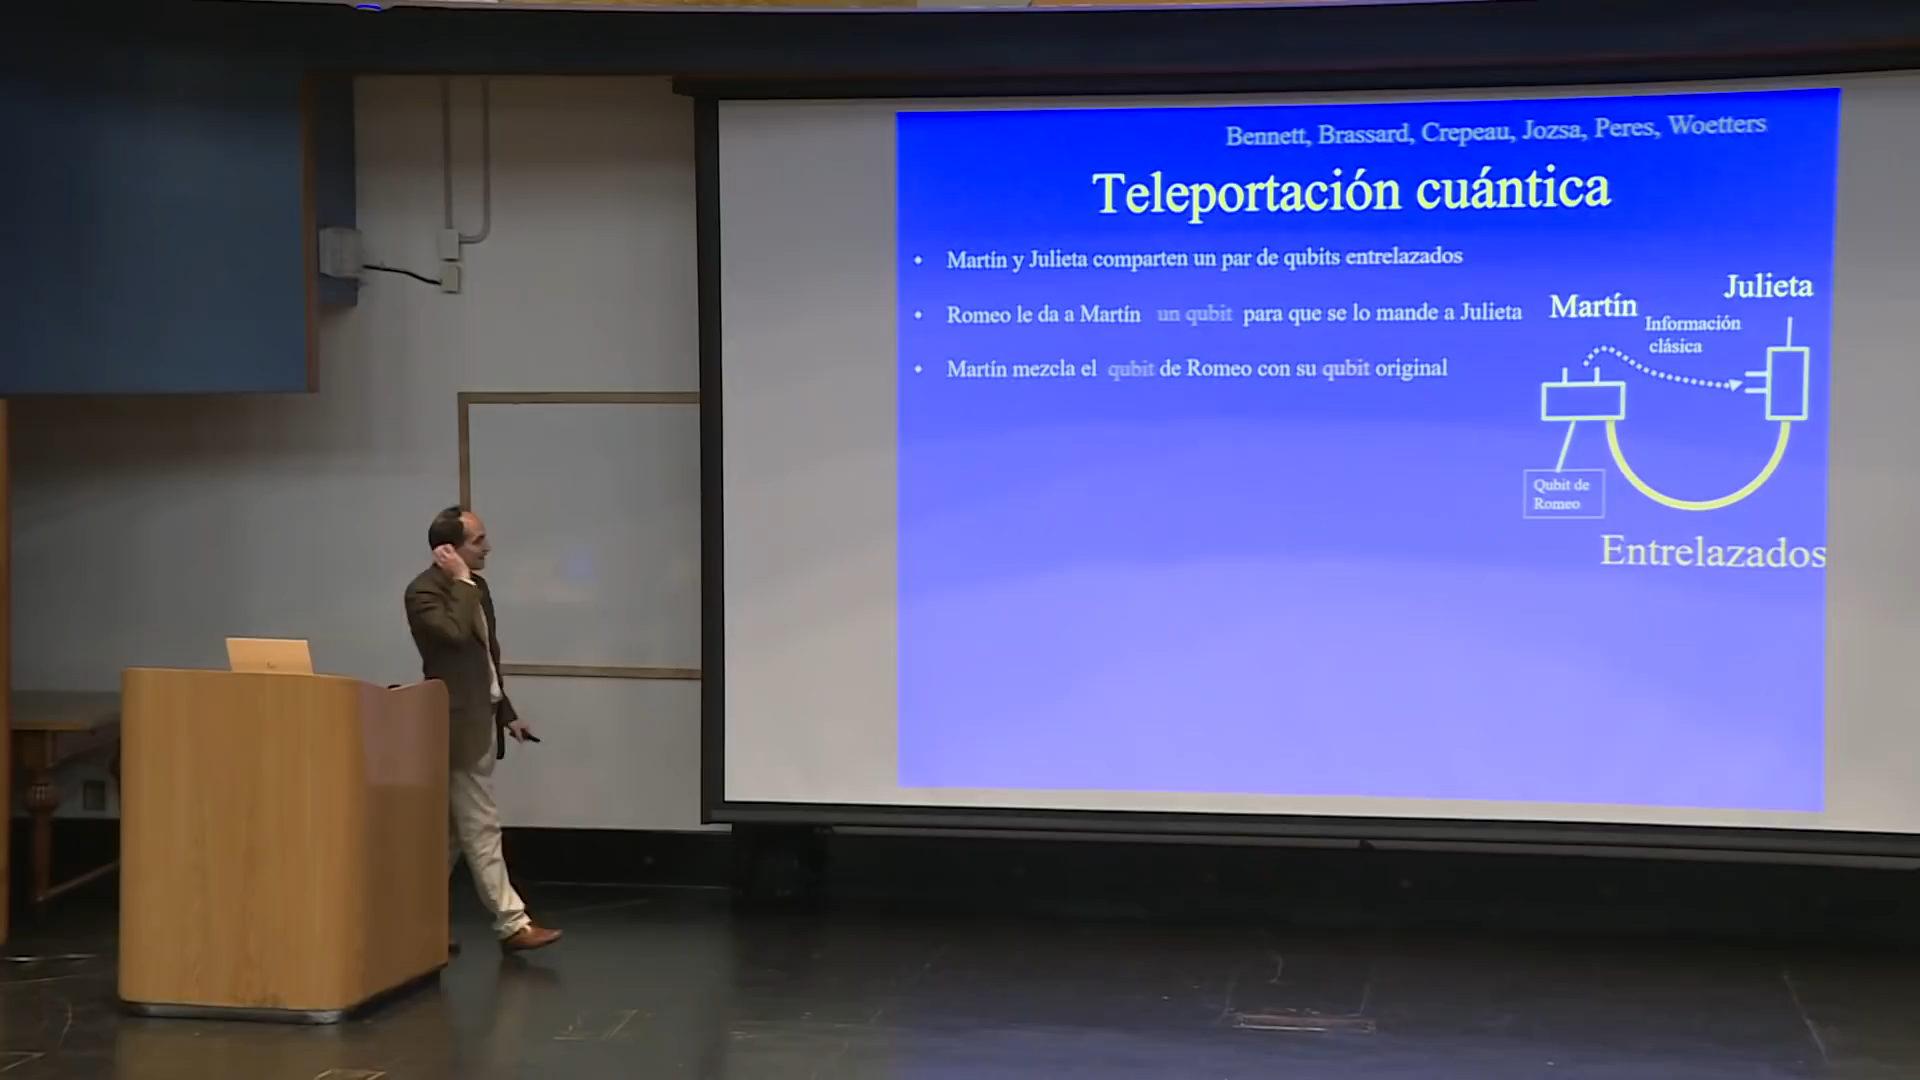 Bennett, Brassard, Crepeau, Jozsa, Peres, Woetters
Teleportación cuántica
• Martín y Julieta comparten un par de qubits entrelazados
• Romeo le da a Martín un qubit para que se lo mande a Julieta
• Martín mezcla el qubit de Romeo con su qubit original
Julieta
Martín
Información
clásica
Qubit de
Romeo
Entrelazados